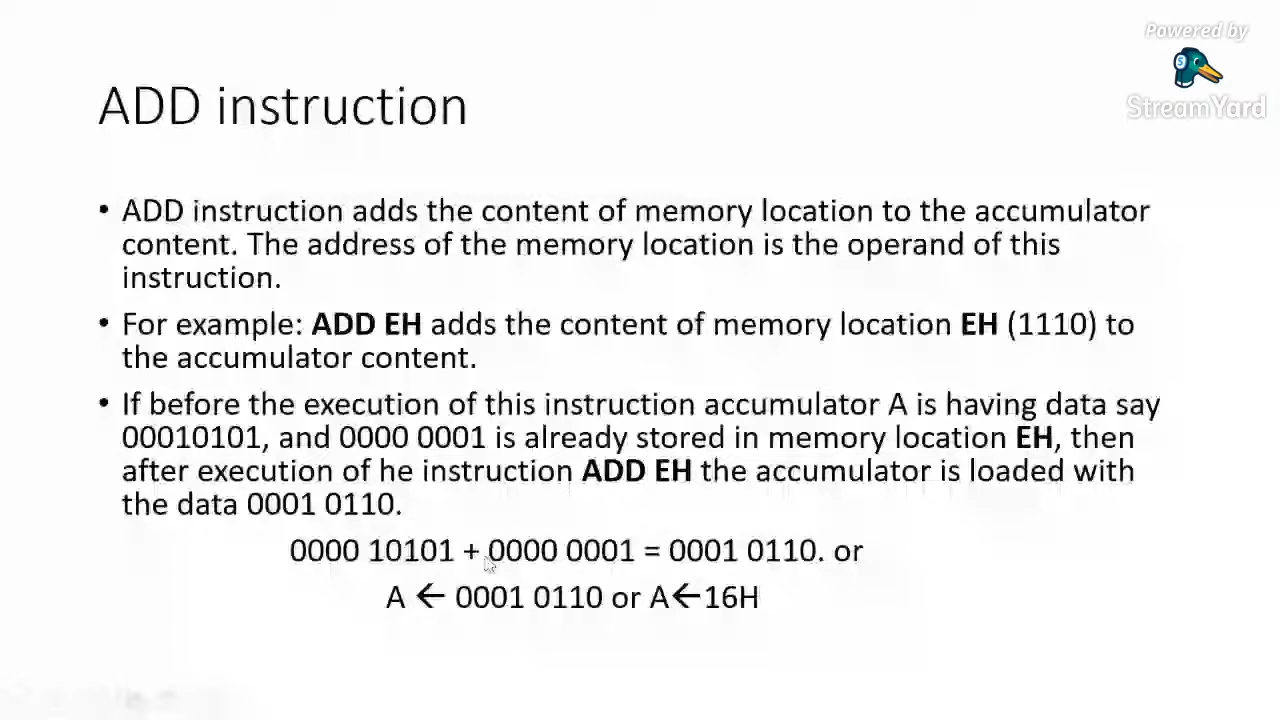 Powered by
StreamYard
ADD instruction
• ADD instruction adds the content of memory location to the accumulator
content. The address of the memory location is the operand of this
instruction.
• For example: ADD EH adds the content of memory location EH (1110) to
the accumulator content.
• If before the execution of this instruction accumulator A is having data say
00010101, and 0000 0001 is already stored in memory location EH, then
after execution of he instruction ADD EH the accumulator is loaded with
the data 0001 0110.
0000 10101 + 0000 0001 = 0001 0110. or
A ← 0001 0110 or A←16H